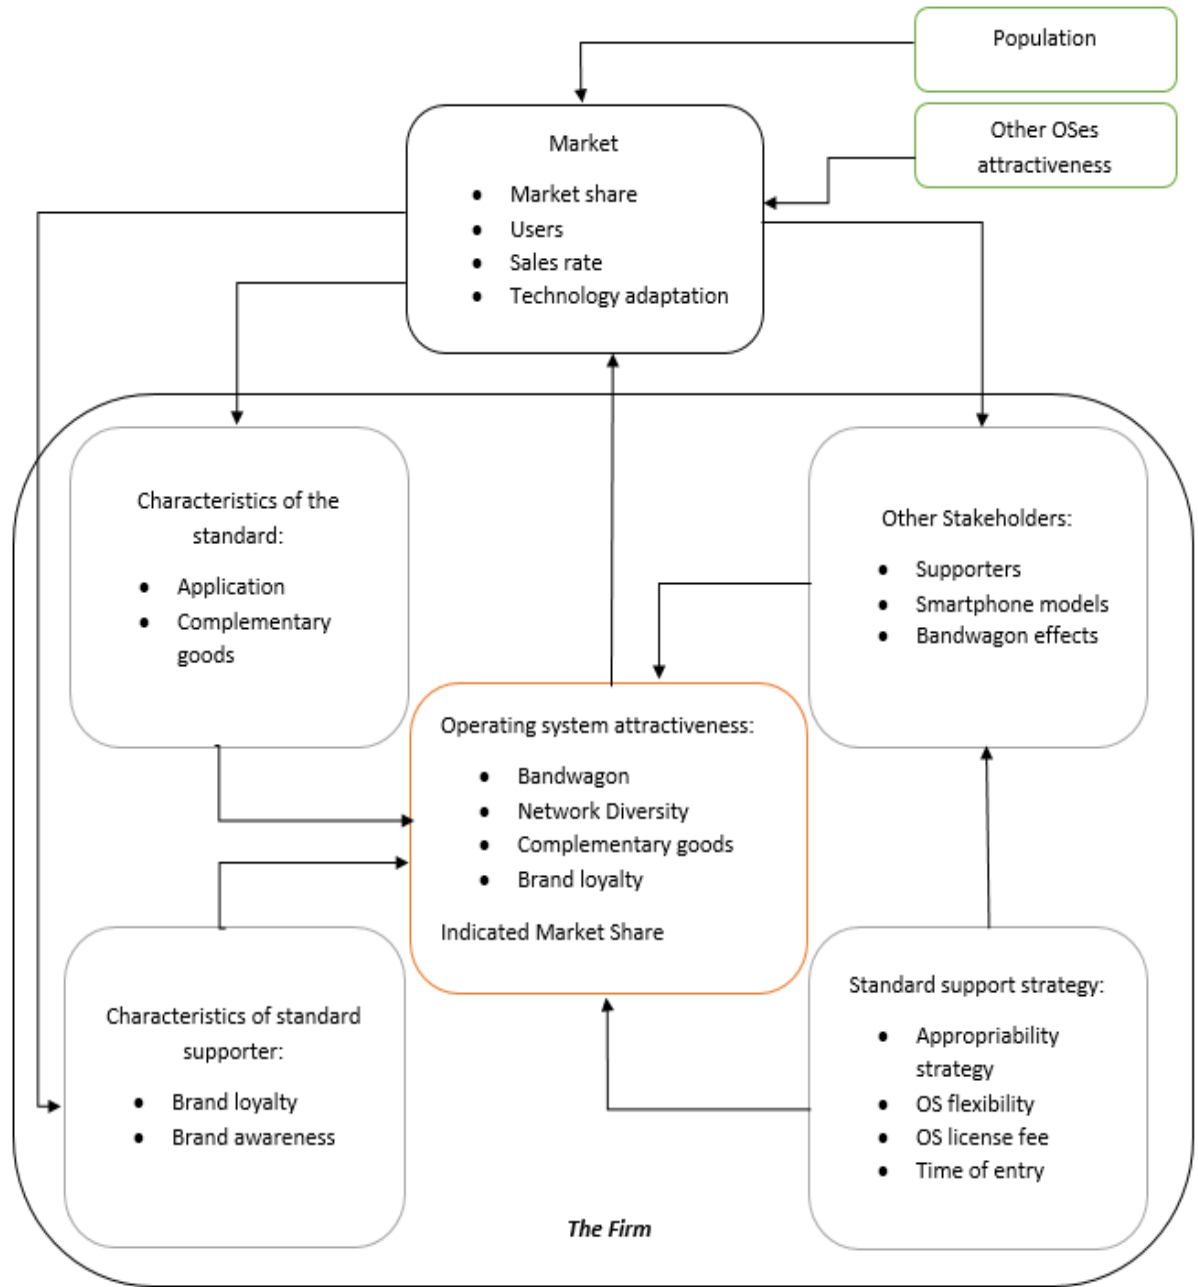 Population
Other OSes
attractiveness
Market
● Market share
● Users
● Sales rate
● Technology adaptation
Characteristics of the
standard:
● Application
● Complementary
goods
Other Stakeholders:
● Supporters
● Smartphone models
● Bandwagon effects
Operating system attractiveness:
● Bandwagon
● Network Diversity
● Complementary goods
● Brand loyalty
Indicated Market Share
Characteristics of standard
supporter:
● Brand loyalty
● Brand awareness
Standard support strategy:
● Appropriability
strategy
● OS flexibility
● OS license fee
● Time of entry
The Firm